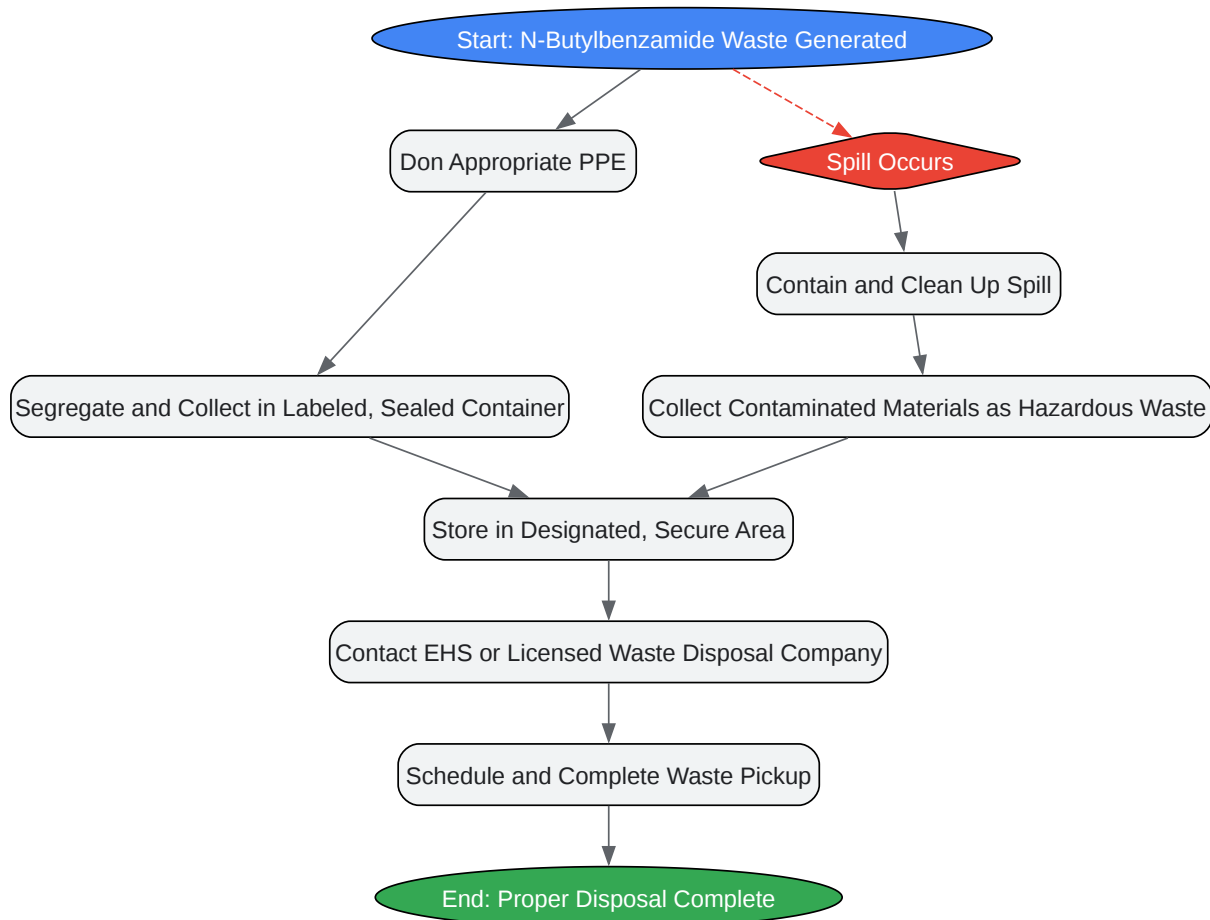 Start: N-Butylbenzamide Waste Generated
Don Appropriate PPE
Spill Occurs
Contain and Clean Up Spill
Segregate and Collect in Labeled, Sealed Container
Collect Contaminated Materials as Hazardous Waste
Store in Designated, Secure Area
Contact EHS or Licensed Waste Disposal Company
Schedule and Complete Waste Pickup
End: Proper Disposal Complete